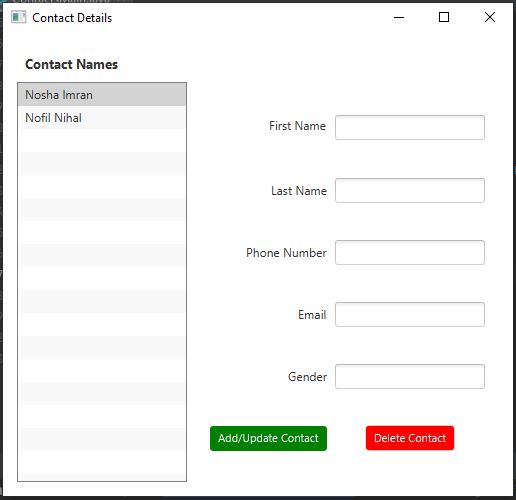 Contact Details
Contact Names
Nosha Imran
Nofil Nihal
First Name
Last Name
Phone Number
Email
Gender
Add/Update Contact
Delete Contact